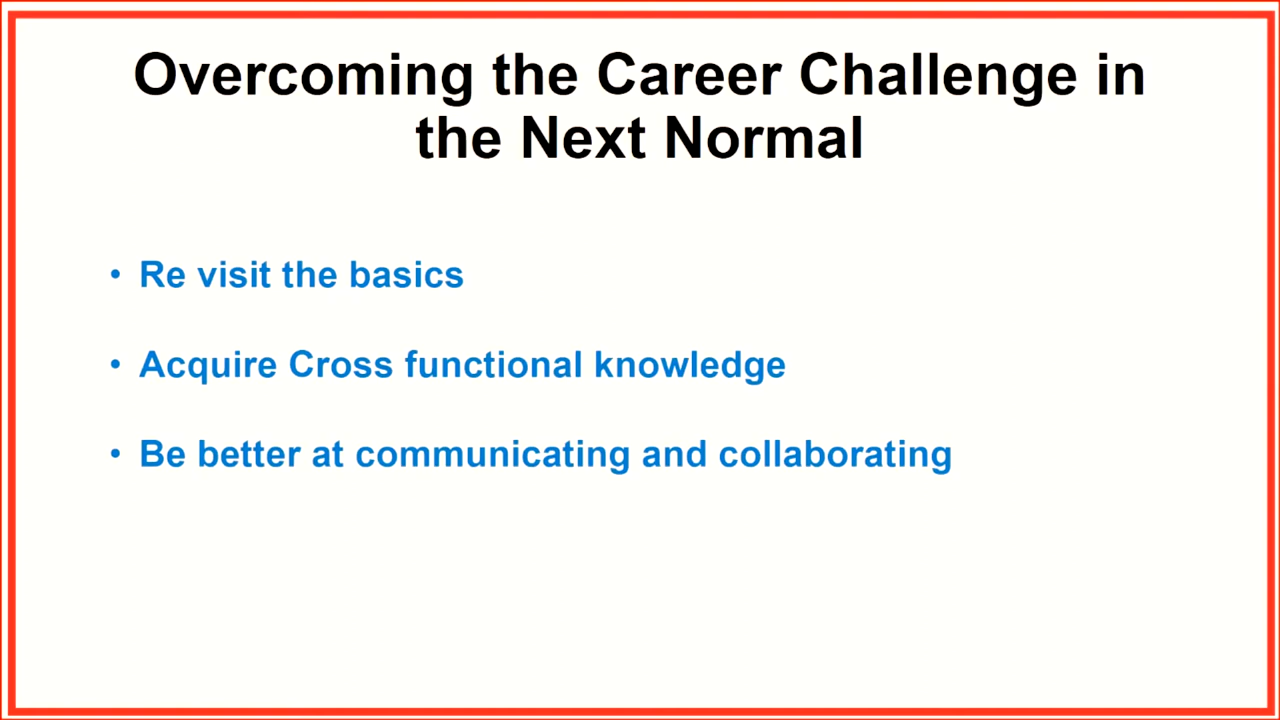 Overcoming the Career Challenge in
the Next Normal
• Re visit the basics
• Acquire Cross functional knowledge
• Be better at communicating and collaborating